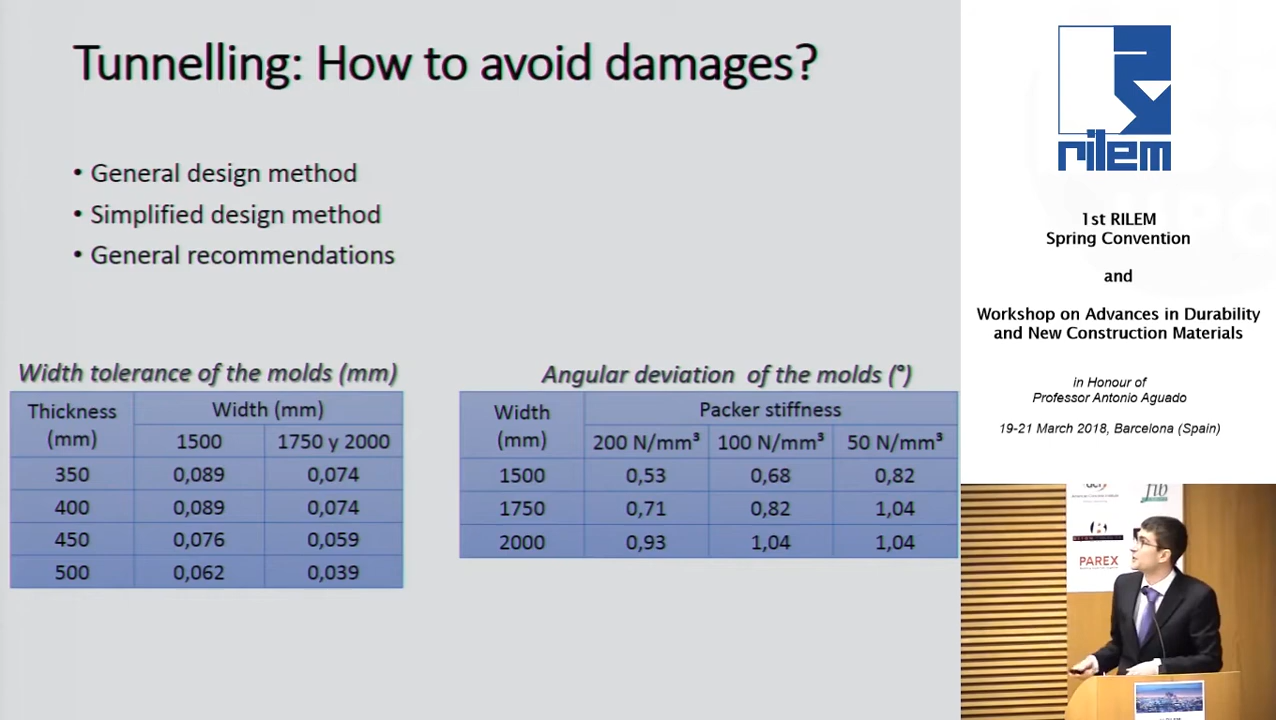 Tunnelling: How to avoid damages?
• General design method
• Simplified design method
• General recommendations
Width tolerance of the molds (mm)
Thickness (mm) Width (mm)
1500 1750 y 2000
350 0,089 0,074
400 0,089 0,074
450 0,076 0,059
500 0,062 0,039
Angular deviation of the molds (°)
Width (mm) Packer stiffness
200 N/mm³ 100 N/mm³ 50 N/mm³
1500 0,53 0,68 0,82
1750 0,71 0,82 1,04
2000 0,93 1,04 1,04
rilem
1st RILEM
Spring Convention
and
Workshop on Advances in Durability
and New Construction Materials
in Honour of
Professor Antonio Aguado
19-21 March 2018, Barcelona (Spain)
fib
PAREX